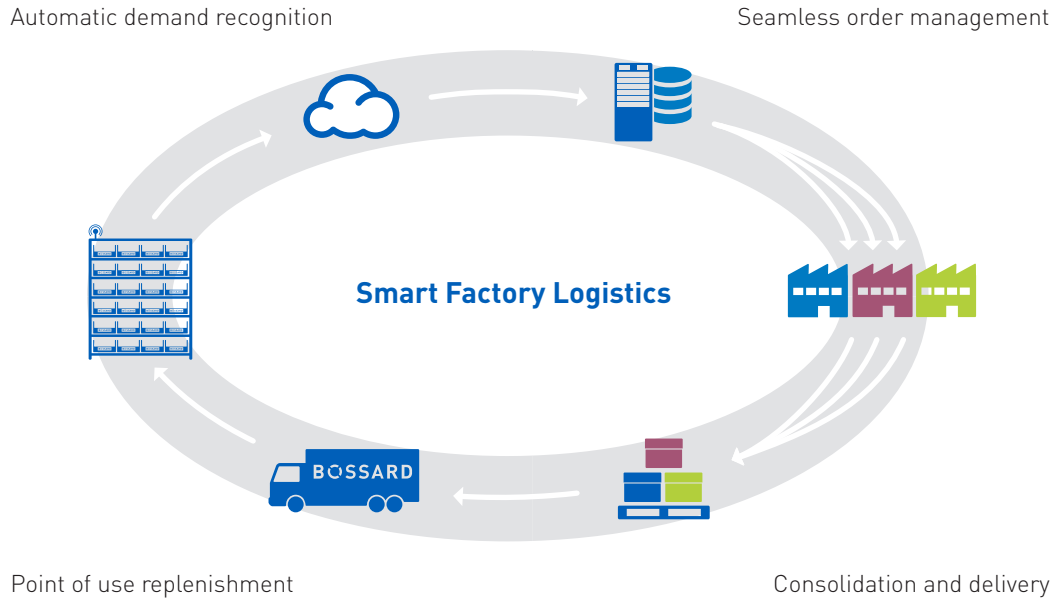 Automatic demand recognition
Seamless order management
Smart Factory Logistics
BOSSARD
Point of use replenishment
Consolidation and delivery